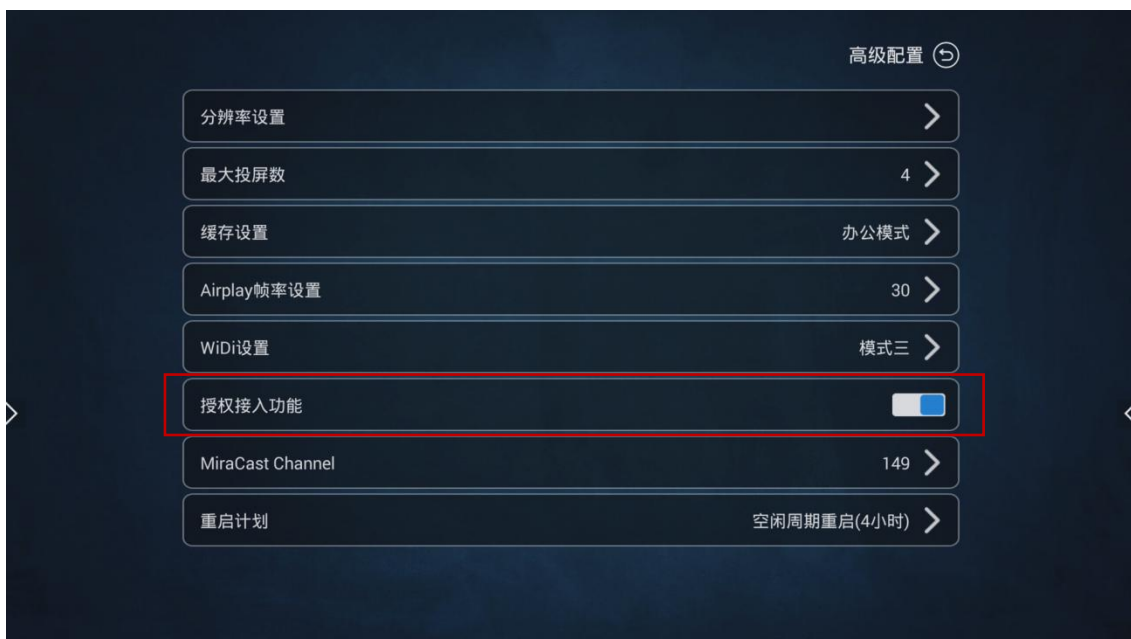 高级配置
分辨率设置
最大投屏数 4
缓存设置 办公模式
Airplay帧率设置 30
WiDi设置 模式三
授权接入功能
MiraCast Channel 149
重启计划 空闲周期重启(4小时)